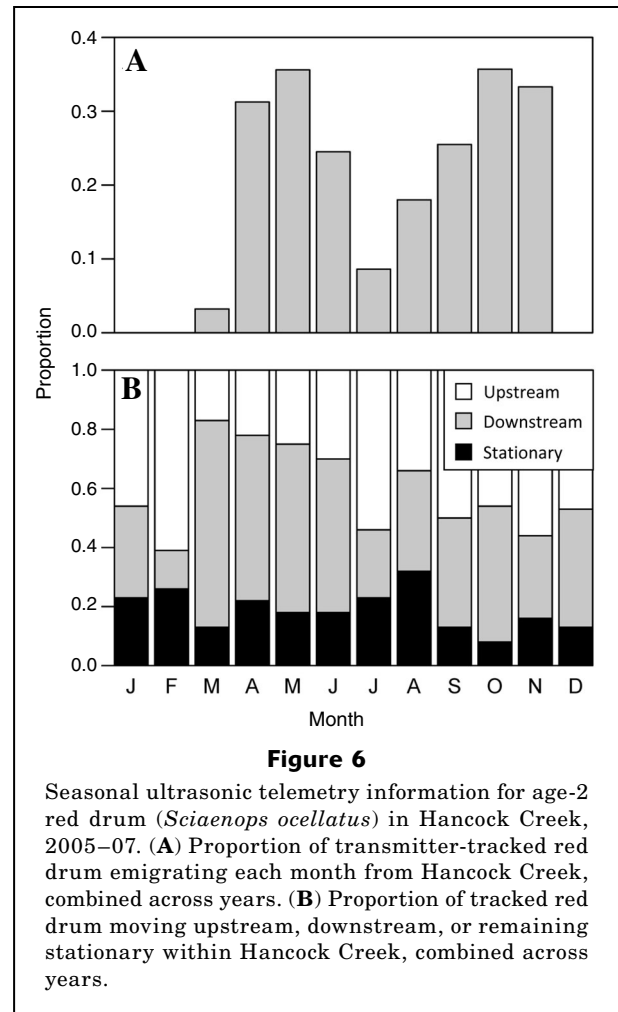 A
0.4
0.3
0.2
0.1
0.0
Proportion
B
1.0
0.8
0.6
0.4
0.2
0.0
Upstream
Downstream
Stationary
J F M A M J J A S O N D
Month
Figure 6
Seasonal ultrasonic telemetry information for age-2
red drum (Sciaenops ocellatus) in Hancock Creek,
2005–07. (A) Proportion of transmitter-tracked red
drum emigrating each month from Hancock Creek,
combined across years. (B) Proportion of tracked red
drum moving upstream, downstream, or remaining
stationary within Hancock Creek, combined across
years.